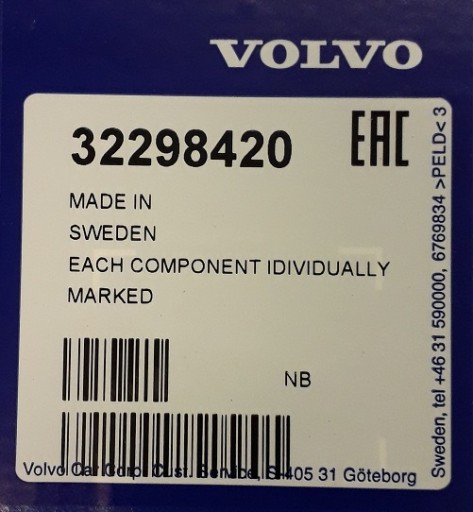 VOLVO
32298420
EAC
MADE IN
SWEDEN
EACH COMPONENT IDIVIDUALLY
MARKED
NB
Volvo Car Corp. Cust. Service, S-405 31 Göteborg
Sweden, tel +46 31 590000, 6769834 >PELD< 3